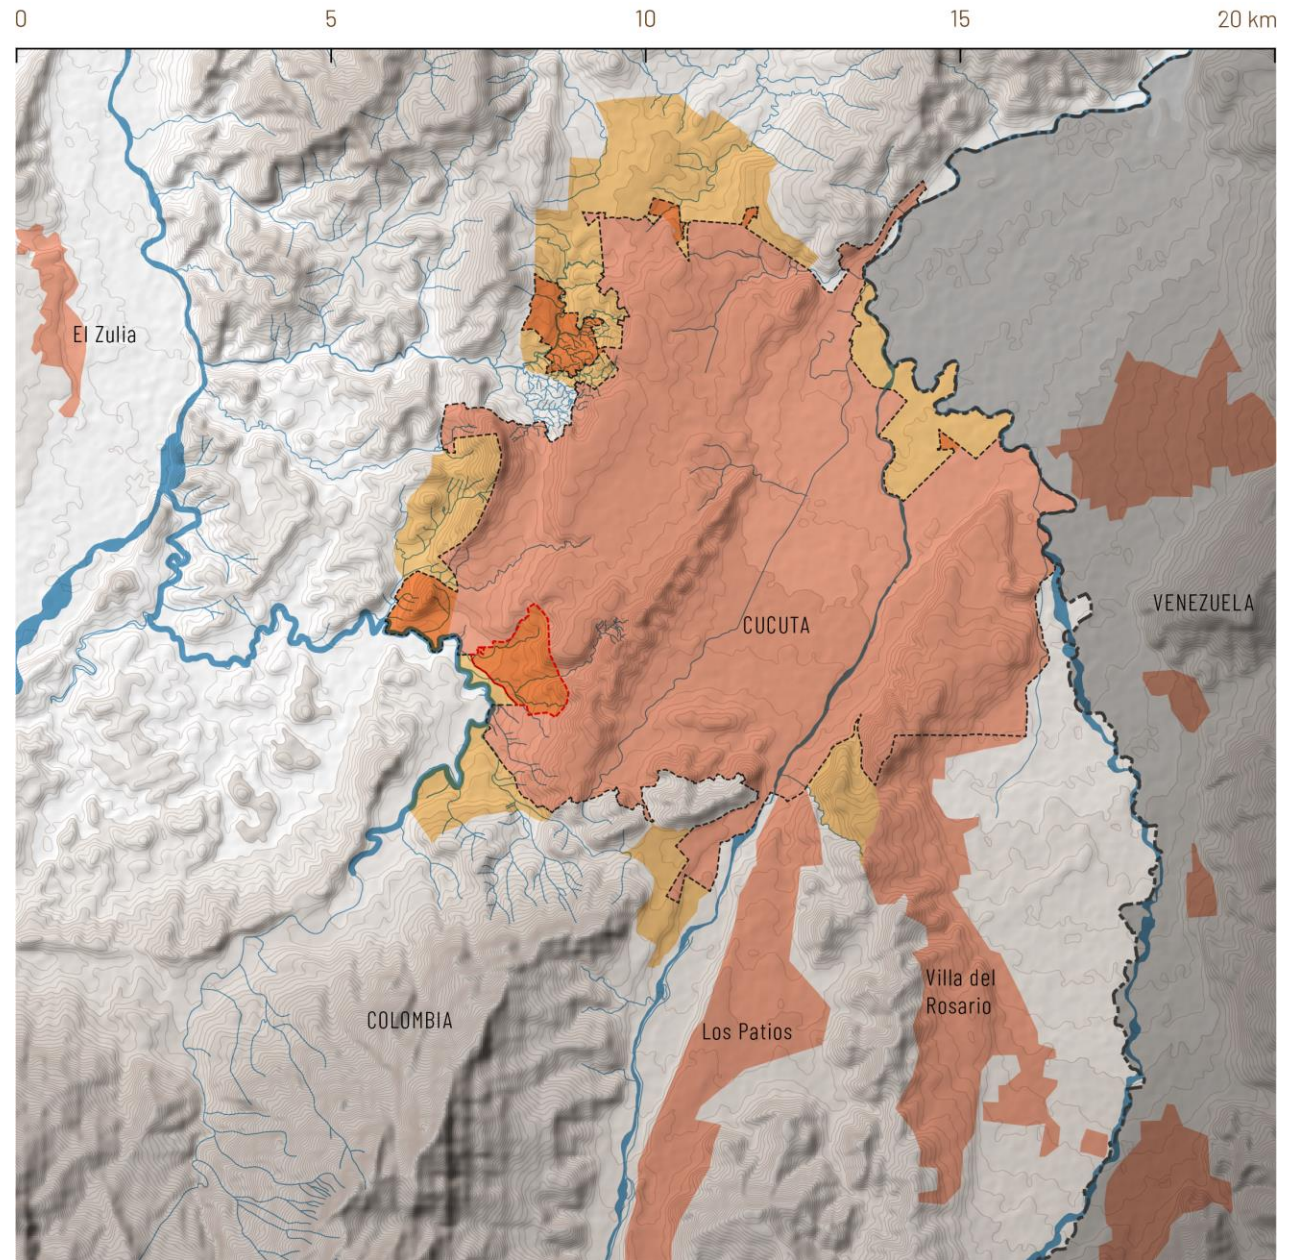 0 5 10 15 20 km
El Zulia
VENEZUELA
CUCUTA
Villa del
Rosario
COLOMBIA
Los Patios